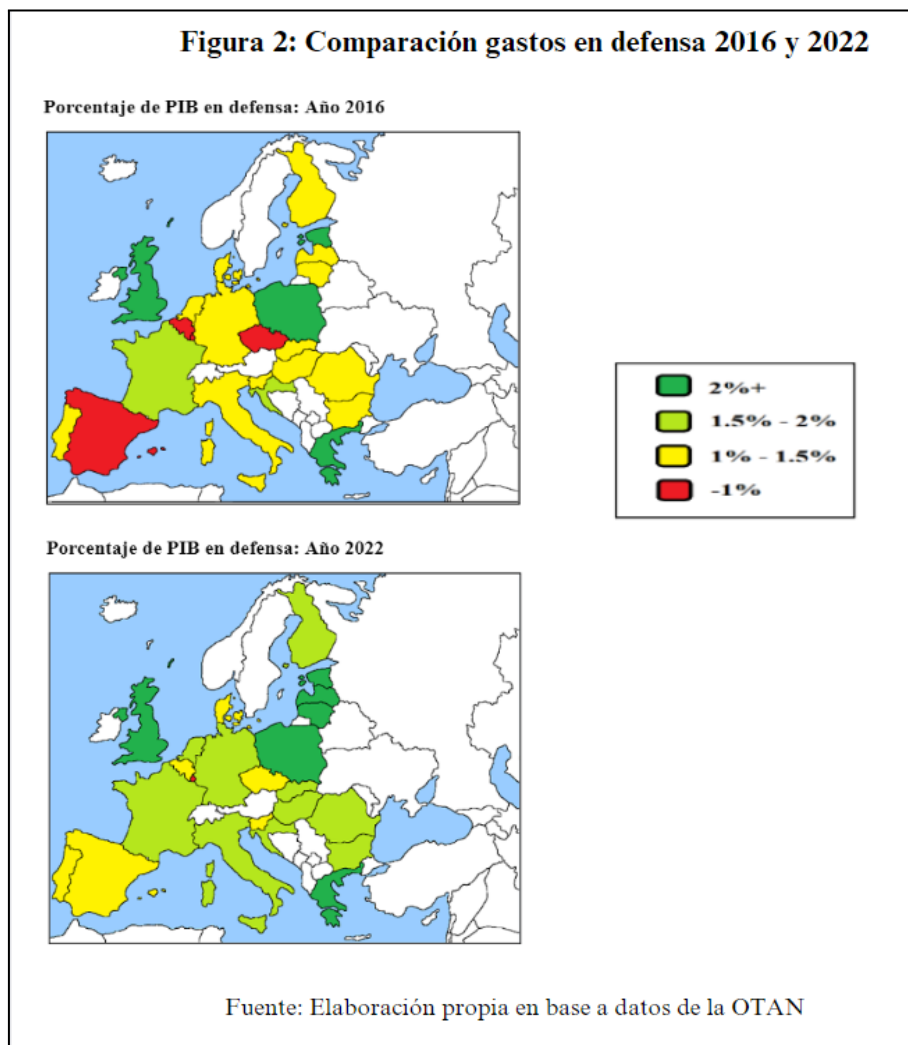 Figura 2: Comparación gastos en defensa 2016 y 2022
Porcentaje de PIB en defensa: Año 2016
2%+
1.5% - 2%
1% - 1.5%
-1%
Porcentaje de PIB en defensa: Año 2022
Fuente: Elaboración propia en base a datos de la OTAN